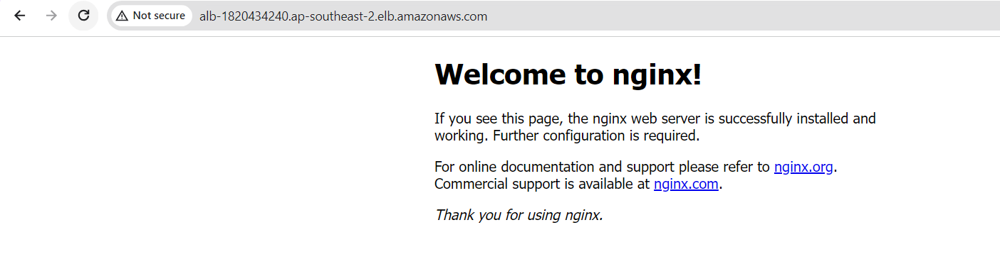 Not secure
alb-1820434240.ap-southeast-2.elb.amazonaws.com
Welcome to nginx!
If you see this page, the nginx web server is successfully installed and
working. Further configuration is required.
For online documentation and support please refer to nginx.org.
Commercial support is available at nginx.com.
Thank you for using nginx.